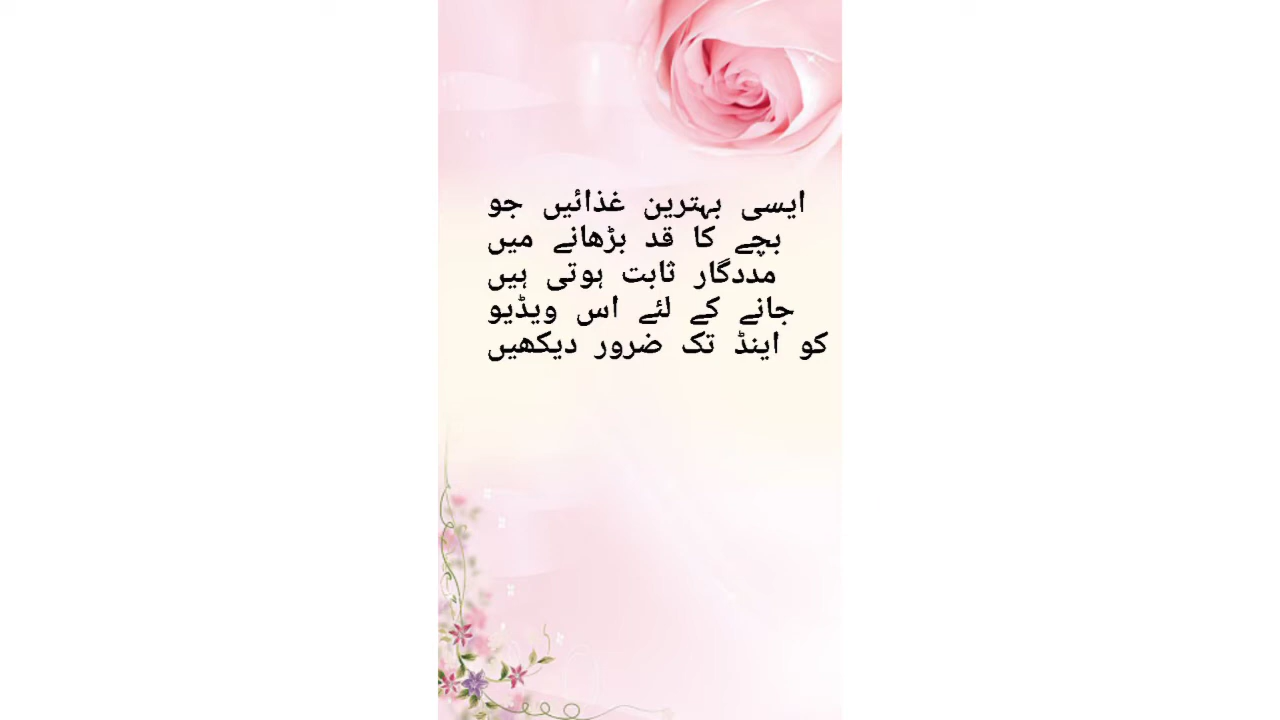 ایسی بہترین غذائیں جو
بچے کا قد بڑھانے میں
مددگار ثابت ہوتی ہیں
جانے کے لئے اس ویڈیو
کو اینڈ تک ضرور دیکھیں